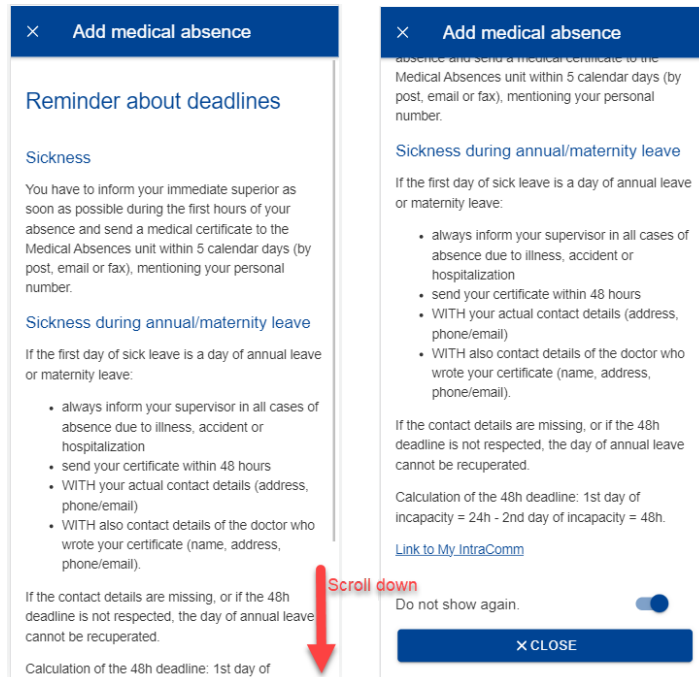 Add medical absence
Reminder about deadlines
Sickness
You have to inform your immediate superior as
soon as possible during the first hours of your
absence and send a medical certificate to the
Medical Absences unit within 5 calendar days (by
post, email or fax), mentioning your personal
number.
Sickness during annual/maternity leave
If the first day of sick leave is a day of annual leave
or maternity leave:
• always inform your supervisor in all cases of
absence due to illness, accident or
hospitalization
• send your certificate within 48 hours
• WITH your actual contact details (address,
phone/email)
• WITH also contact details of the doctor who
wrote your certificate (name, address,
phone/email).
If the contact details are missing, or if the 48h
deadline is not respected, the day of annual leave
cannot be recuperated.
Calculation of the 48h deadline: 1st day of
Scroll down
Add medical absence
absence and send a medical certificate to the
Medical Absences unit within 5 calendar days (by
post, email or fax), mentioning your personal
number.
Sickness during annual/maternity leave
If the first day of sick leave is a day of annual leave
or maternity leave:
• always inform your supervisor in all cases of
absence due to illness, accident or
hospitalization
• send your certificate within 48 hours
• WITH your actual contact details (address,
phone/email)
• WITH also contact details of the doctor who
wrote your certificate (name, address,
phone/email).
If the contact details are missing, or if the 48h
deadline is not respected, the day of annual leave
cannot be recuperated.
Calculation of the 48h deadline: 1st day of
incapacity = 24h - 2nd day of incapacity = 48h.
Link to My IntraComm
Do not show again.
× CLOSE